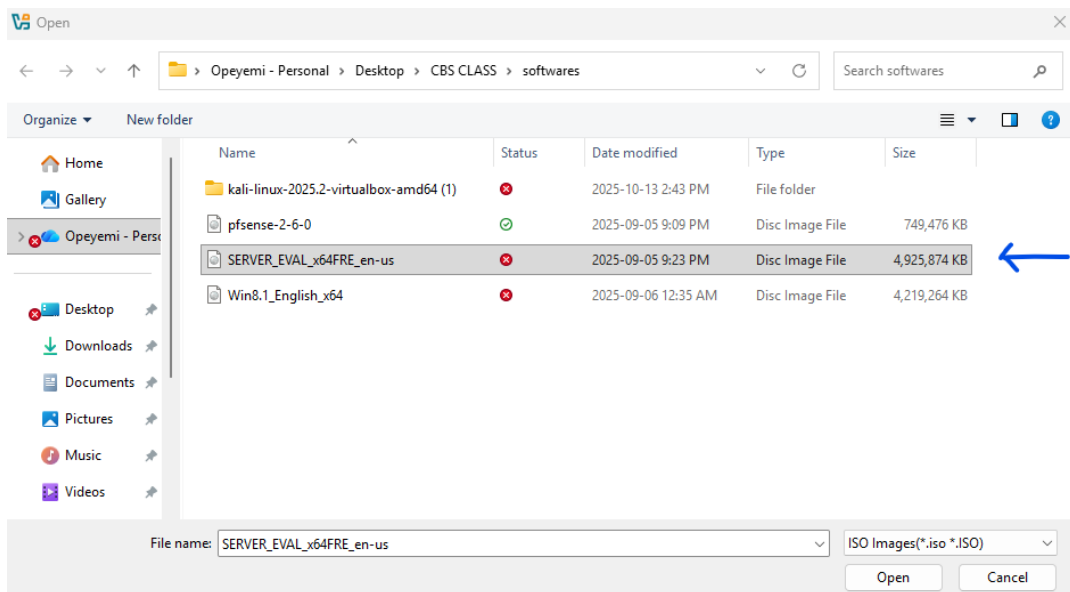 Open
Opeyemi - Personal > Desktop > CBS CLASS > softwares
Search softwares
Organize
New folder
Name Status Date modified Type Size
Home
Gallery
Opeyemi - Perso
Desktop
Downloads
Documents
Pictures
Music
Videos
kali-linux-2025.2-virtualbox-amd64 (1) 2025-10-13 2:43 PM File folder
pfsense-2-6-0 2025-09-05 9:09 PM Disc Image File 749,476 KB
SERVER_EVAL_x64FRE_en-us 2025-09-05 9:23 PM Disc Image File 4,925,874 KB
Win8.1_English_x64 2025-09-06 12:35 AM Disc Image File 4,219,264 KB
File name: SERVER_EVAL_x64FRE_en-us ISO Images(*.iso *.ISO)
Open Cancel